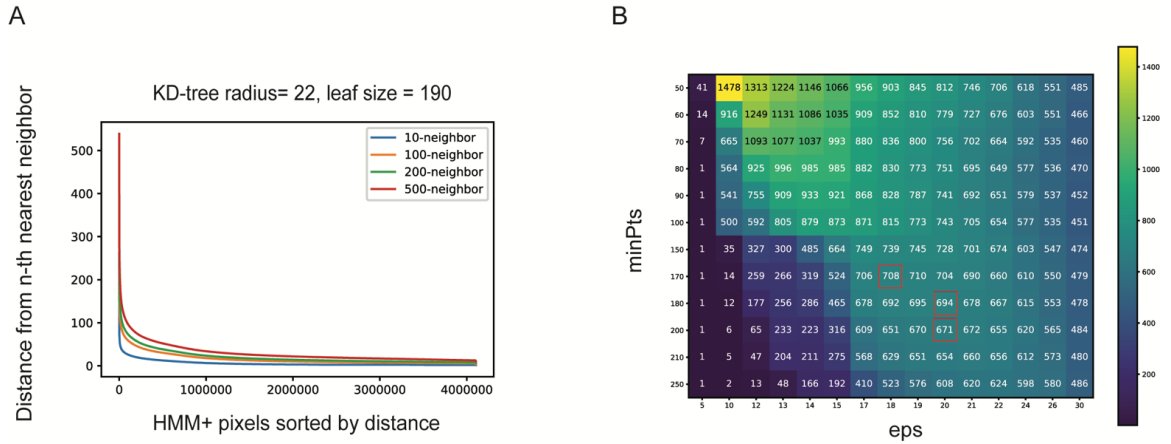 A
KD-tree radius= 22, leaf size = 190
Distance from n-th nearest neighbor
500
400
300
200
100
0
10-neighbor
100-neighbor
200-neighbor
500-neighbor
0 1000000 2000000 3000000 4000000
HMM+ pixels sorted by distance
B
minPts
50 41 1478 1313 1224 1146 1066 956 903 845 812 746 706 618 551 485
60 14 916 1249 1131 1086 1035 909 852 810 779 727 676 603 551 466
70 7 665 1093 1077 1037 993 880 836 800 756 702 664 592 535 460
80 1 564 925 996 985 985 882 830 773 751 695 649 577 536 470
90 1 541 755 909 933 921 868 828 787 741 692 651 579 537 452
100 1 500 592 805 879 873 871 815 773 743 705 654 577 535 451
150 1 35 327 300 485 664 749 739 745 728 701 674 603 547 474
170 1 14 259 266 319 524 706 708 710 704 690 660 610 550 479
180 1 12 177 256 286 465 678 692 695 694 678 667 615 553 478
200 1 6 65 233 223 316 609 651 670 671 672 655 620 565 484
210 1 5 47 204 211 275 568 629 651 654 660 656 612 573 480
250 1 2 13 48 166 192 410 523 576 608 620 624 598 580 486
5 10 12 13 14 15 17 18 19 20 21 22 24 26 30
eps
1400
1200
1000
800
600
400
200